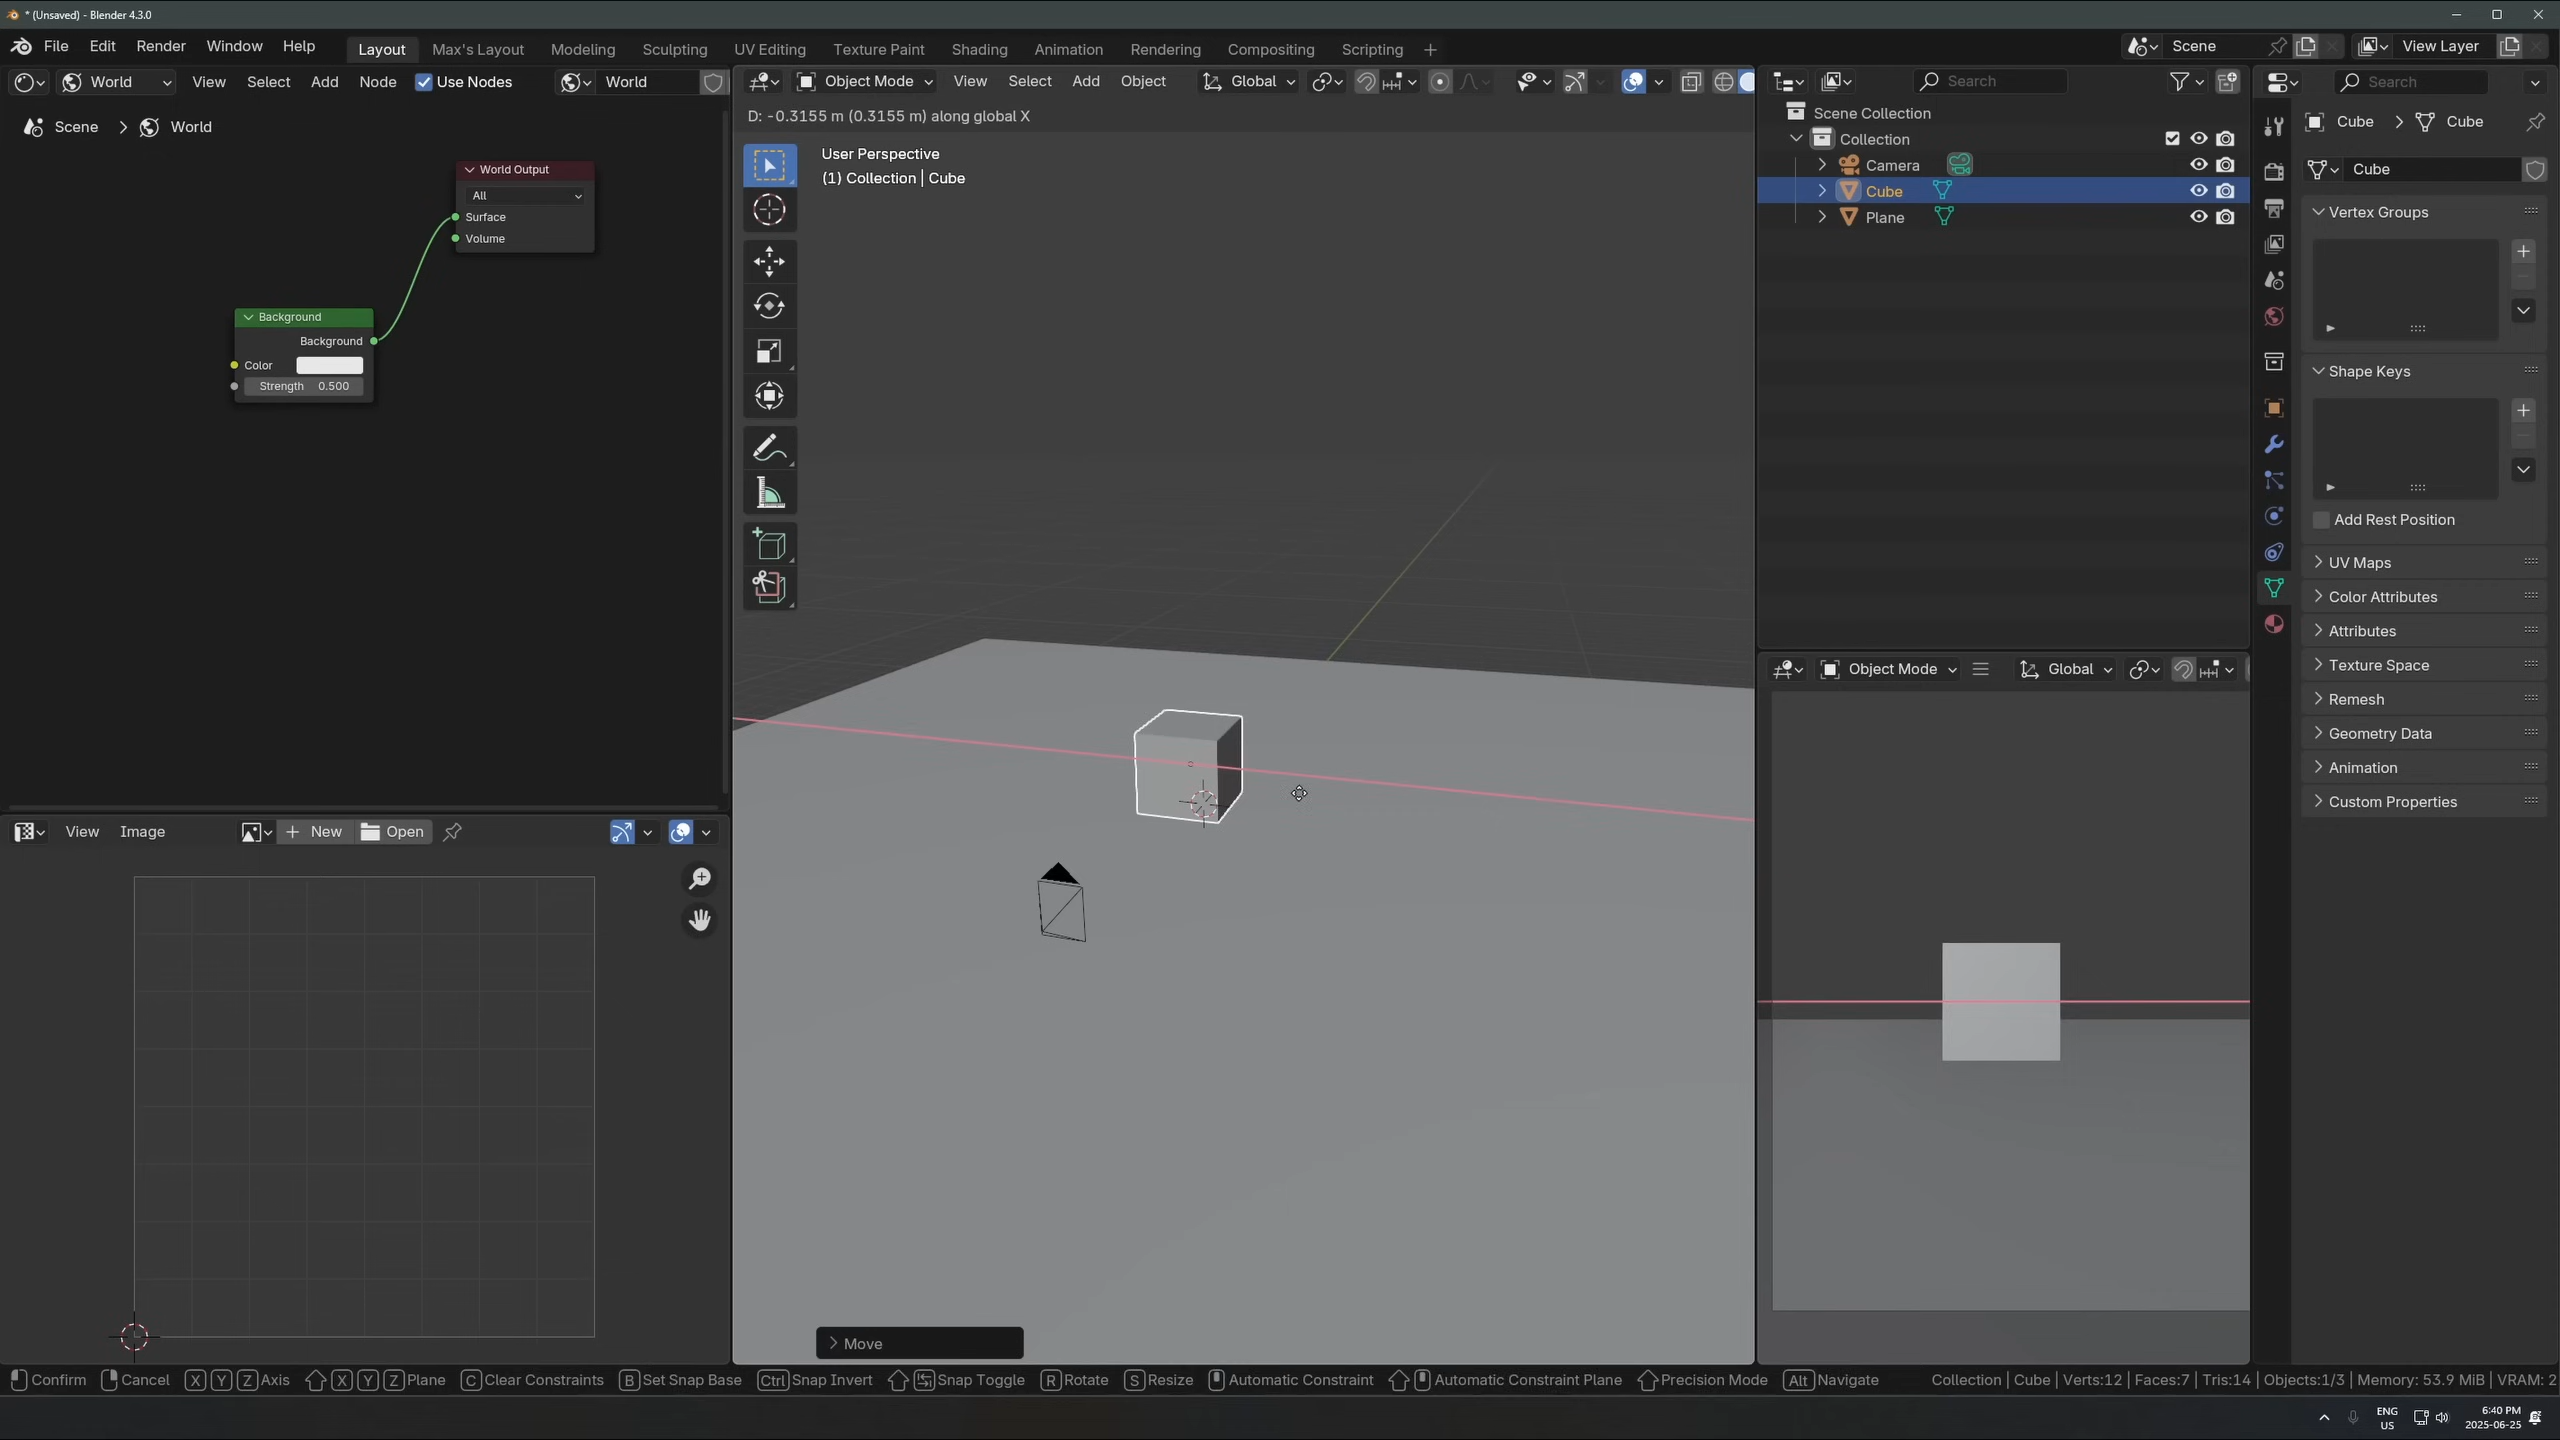 * (Unsaved) - Blender 4.3.0
File Edit Render Window Help Layout Max's Layout Modeling Sculpting UV Editing Texture Paint Shading Animation Rendering Compositing Scripting Scene View Layer
World View Select Add Node Use Nodes World
Object Mode View Select Add Object Global
Search
Search
Scene > World
D: -0.3155 m (0.3155 m) along global X
User Perspective
(1) Collection | Cube
World Output
All
Surface
Volume
Background
Background
Color
Strength 0.500
Scene Collection
Collection
Camera
Cube
Plane
Cube > Cube
Cube
Vertex Groups
Shape Keys
Add Rest Position
UV Maps
Color Attributes
Attributes
Texture Space
Remesh
Geometry Data
Animation
Custom Properties
Object Mode Global
View Image New Open
Move
Confirm Cancel X Y Z Axis X Y Z Plane C Clear Constraints B Set Snap Base Ctrl Snap Invert Snap Toggle R Rotate S Resize Automatic Constraint Automatic Constraint Plane Precision Mode Alt Navigate Collection | Cube | Verts:12 | Faces:7 | Tris:14 | Objects:1/3 | Memory: 53.9 MiB | VRAM: 2
ENG
US
6:40 PM
2025-06-25